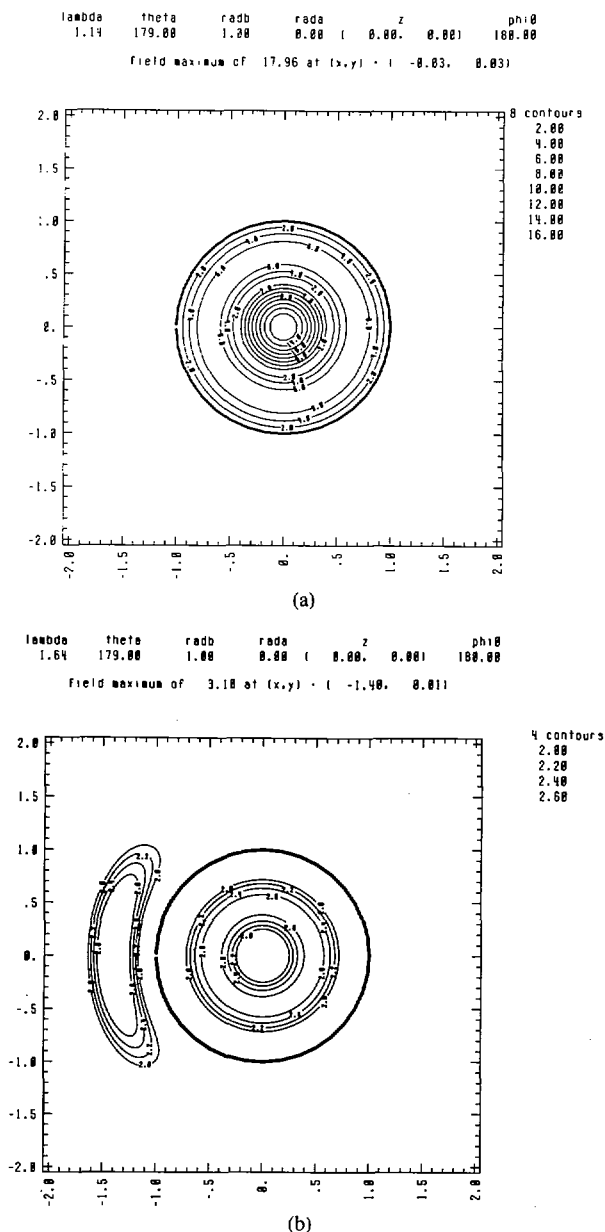 lambda theta radb rada z phi0
1.14 179.00 1.00 0.00 ( 0.00, 0.00) 180.00
Field maximum of 17.96 at (x,y) = ( -0.03, 0.03)
8 contours
2.00
4.00
6.00
8.00
10.00
12.00
14.00
16.00
2.0
1.5
1.0
.5
0.
-.5
-1.0
-1.5
-2.0
-2.0 -1.5 -1.0 -.5 0. .5 1.0 1.5 2.0
(a)
lambda theta radb rada z phi0
1.64 179.00 1.00 0.00 ( 0.00, 0.00) 180.00
Field maximum of 3.18 at (x,y) = ( -1.40, 0.01)
4 contours
2.00
2.20
2.40
2.60
2.0
1.5
1.0
.5
0.
-.5
-1.0
-1.5
-2.0
-2.0 -1.5 -1.0 -.5 0. .5 1.0 1.5 2.0
(b)